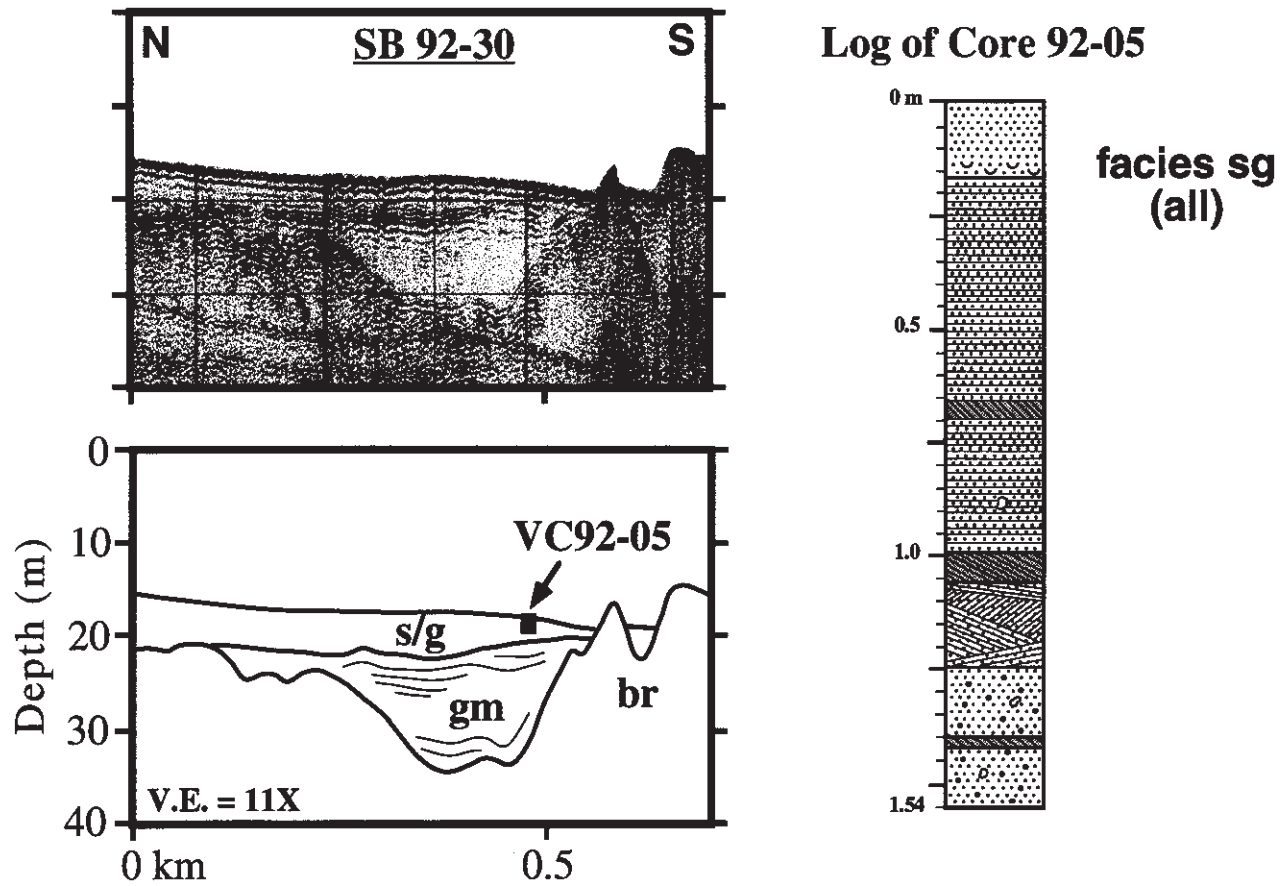 N
SB 92-30
S
Log of Core 92-05
0 m
facies sg
(all)
0.5
1.0
1.54
0
10
20
30
40
Depth (m)
VC92-05
s/g
gm
br
V.E. = 11X
0 km
0.5